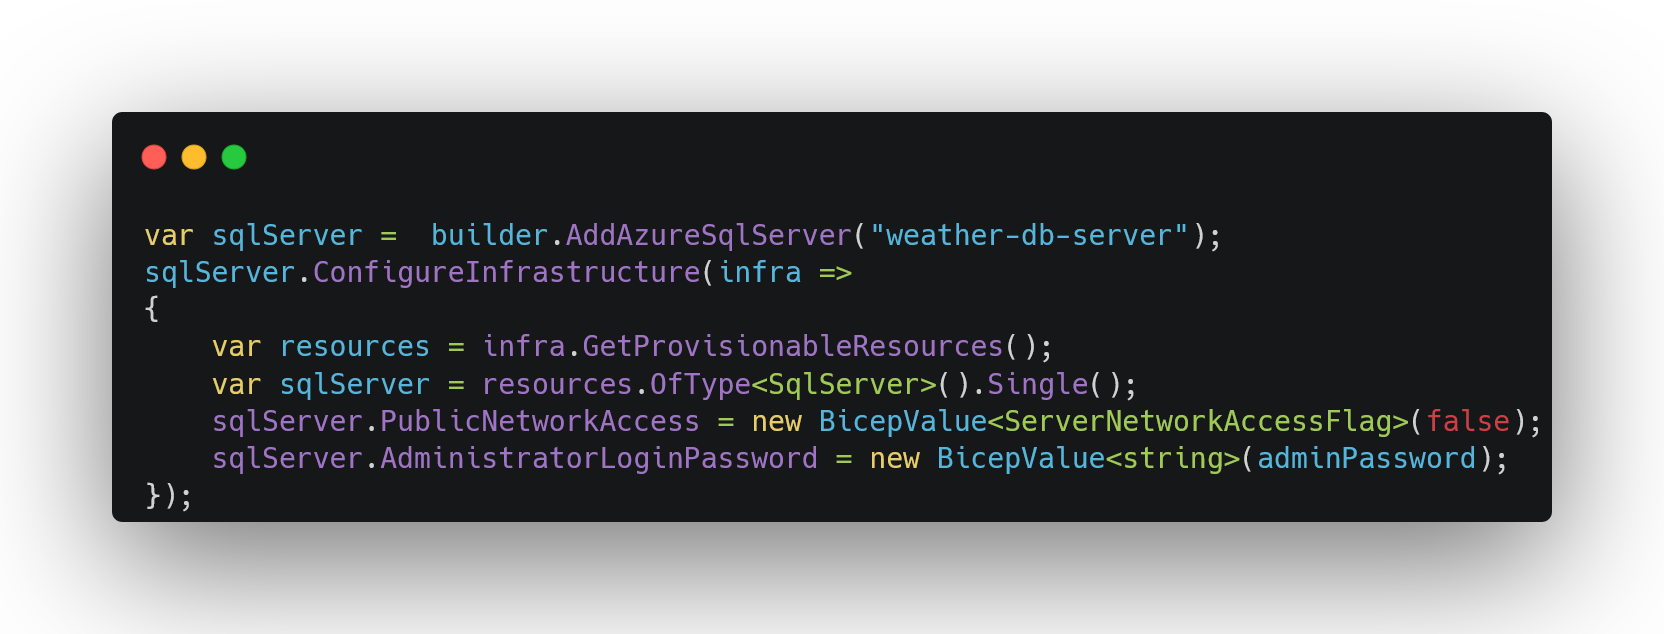 var sqlServer =  builder.AddAzureSqlServer("weather-db-server");
sqlServer.ConfigureInfrastructure(infra =>
{
    var resources = infra.GetProvisionableResources();
    var sqlServer = resources.OfType<SqlServer>().Single();
    sqlServer.PublicNetworkAccess = new BicepValue<ServerNetworkAccessFlag>(false);
    sqlServer.AdministratorLoginPassword = new BicepValue<string>(adminPassword);
});